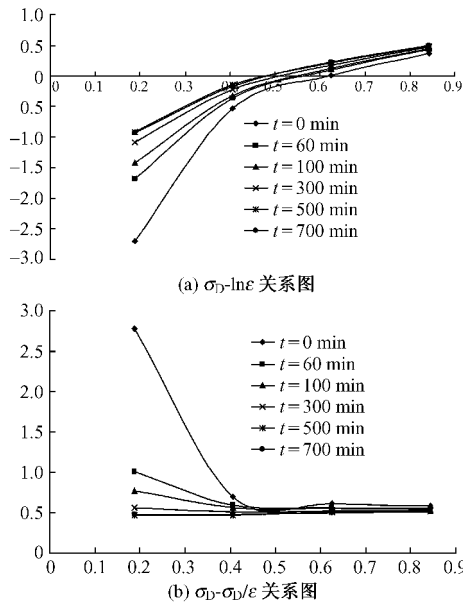 1.0
0.5
0
0 0.1 0.2 0.3 0.4 0.5 0.6 0.7 0.8 0.9
0.5
−1.0
−1.5
−2.0
−2.5
−3.0
t=0 min
t=60 min
t=100 min
t=300 min
t=500 min
t=700 min
(a) σD-lnε 关系图
3.0
2.5
2.0
1.5
1.0
0.5
0
t=0 min
t=60 min
t=100 min
t=300 min
t=500 min
t=700 min
0 0.1 0.2 0.3 0.4 0.5 0.6 0.7 0.8 0.9
(b) σD-σD/ε 关系图